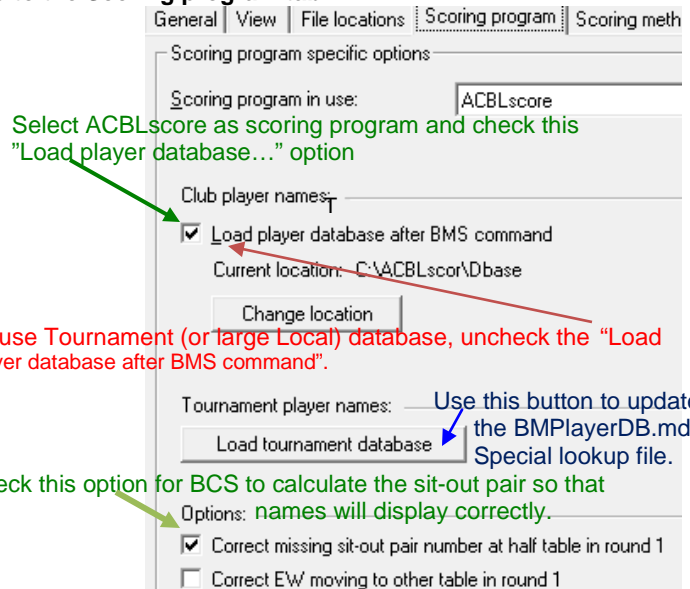 General View File locations Scoring program Scoring meth
Scoring program specific options
Scoring program in use: ACBLscore
Select ACBLscore as scoring program and check this
"Load player database…" option
Club player names:
T
Load player database after BMS command
Current location: C:\ACBLscor\Dbase
Change location
use Tournament (or large Local) database, uncheck the “Load
yer database after BMS command”.
Tournament player names:
Use this button to update
the BMPlayerDB.md
Load tournament database
Special lookup file.
eck this option for BCS to calculate the sit-out pair so that
Options: names will display correctly.
Correct missing sit-out pair number at half table in round 1
Correct EW moving to other table in round 1